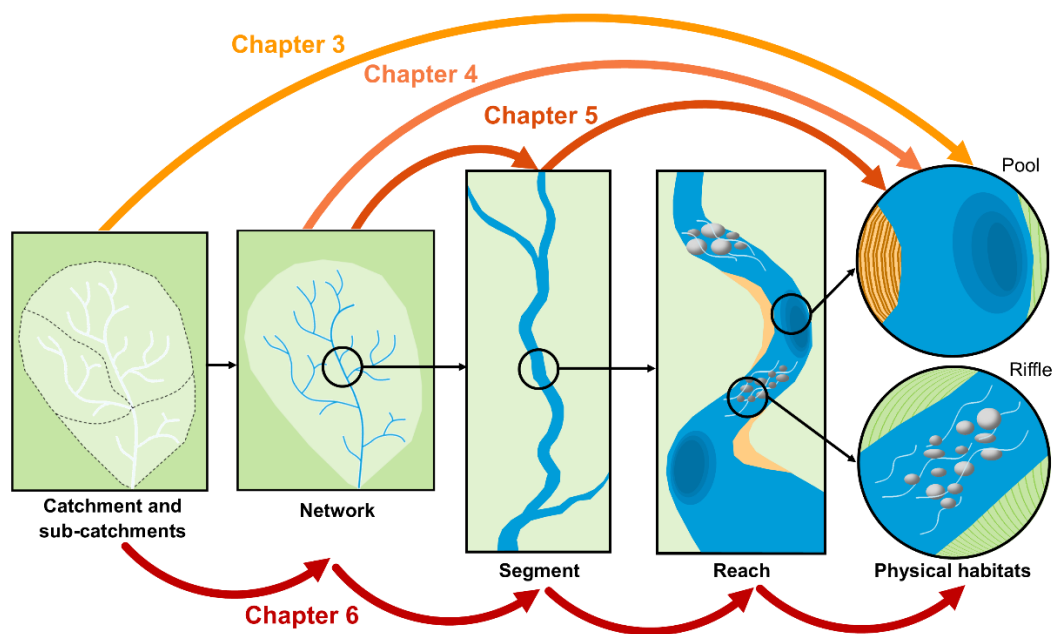 Chapter 3
Chapter 4
Chapter 5
Pool
Riffle
Catchment and
sub-catchments
Network
Segment
Reach
Physical habitats
Chapter 6